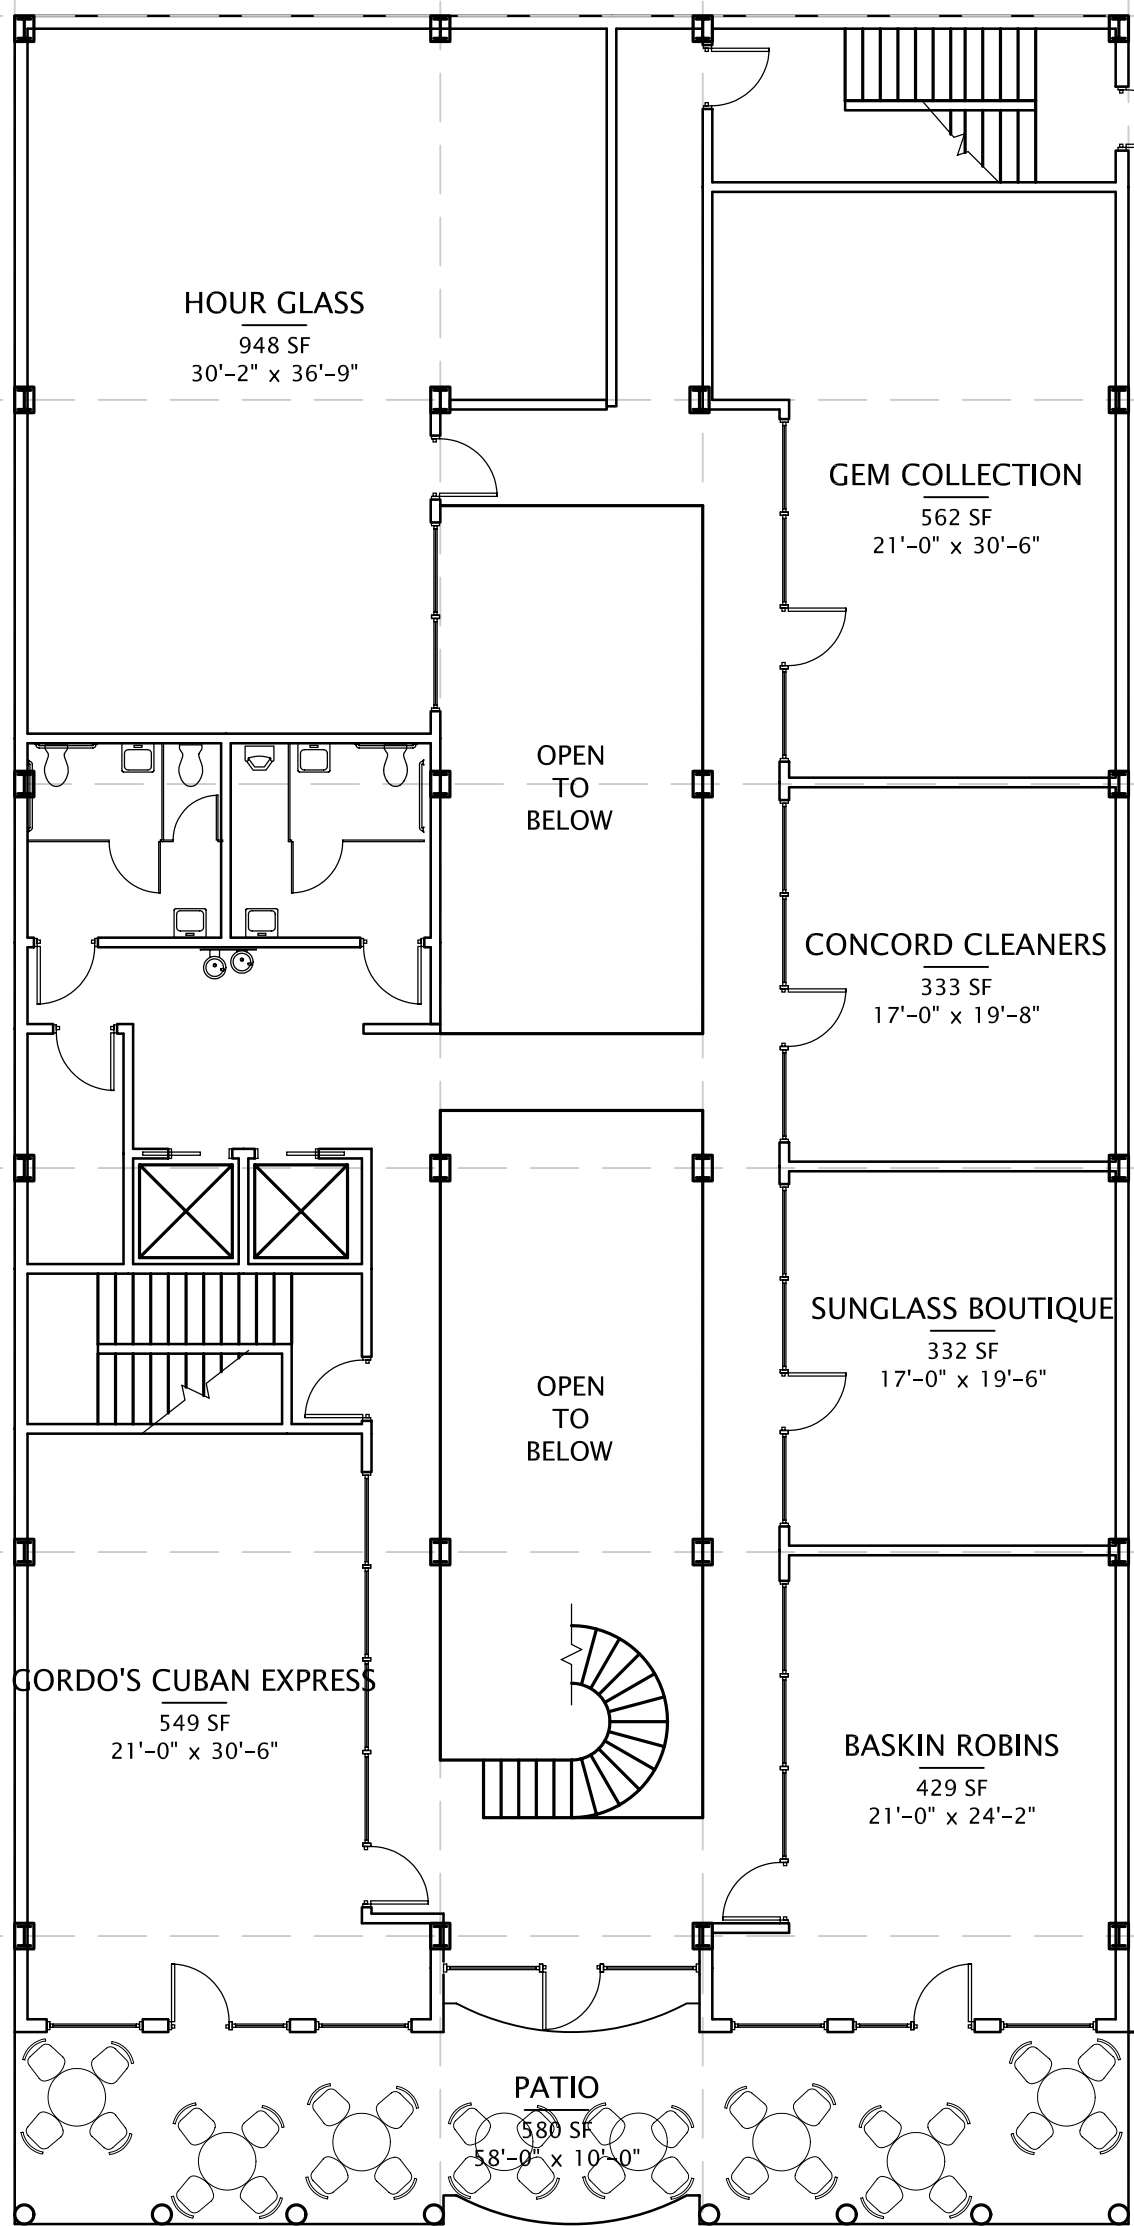 HOUR GLASS
948 SF
30'-2" x 36'-9"
GEM COLLECTION
562 SF
21'-0" x 30'-6"
OPEN
TO
BELOW
CONCORD CLEANERS
333 SF
17'-0" x 19'-8"
SUNGLASS BOUTIQUE
332 SF
17'-0" x 19'-6"
OPEN
TO
BELOW
GORDO'S CUBAN EXPRESS
549 SF
21'-0" x 30'-6"
BASKIN ROBINS
429 SF
21'-0" x 24'-2"
PATIO
580 SF
58'-0" x 10'-0"